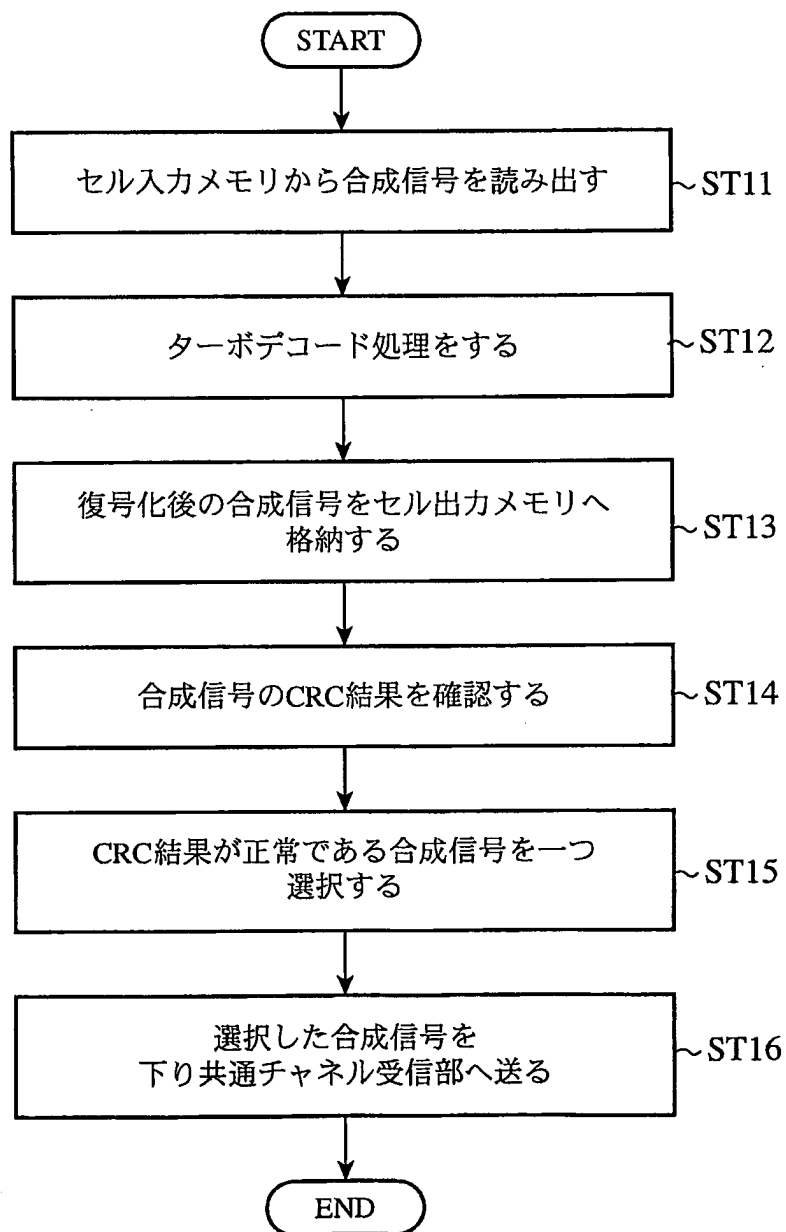 START
セル入力メモリから合成信号を読み出す
~ST11
ターボデコード処理をする
~ST12
復号化後の合成信号をセル出力メモリへ
格納する
~ST13
合成信号のCRC結果を確認する
~ST14
CRC結果が正常である合成信号を一つ
選択する
~ST15
選択した合成信号を
下り共通チャネル受信部へ送る
~ST16
END